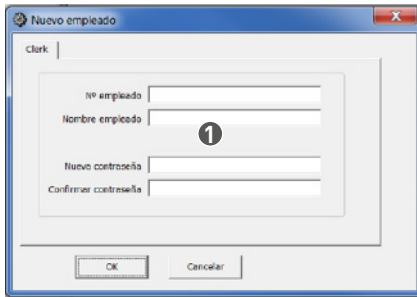 Nuevo empleado
Clerk
Nº empleado
Nombre empleado
1
Nueva contraseña
Confirmar contraseña
OK
Cancelar